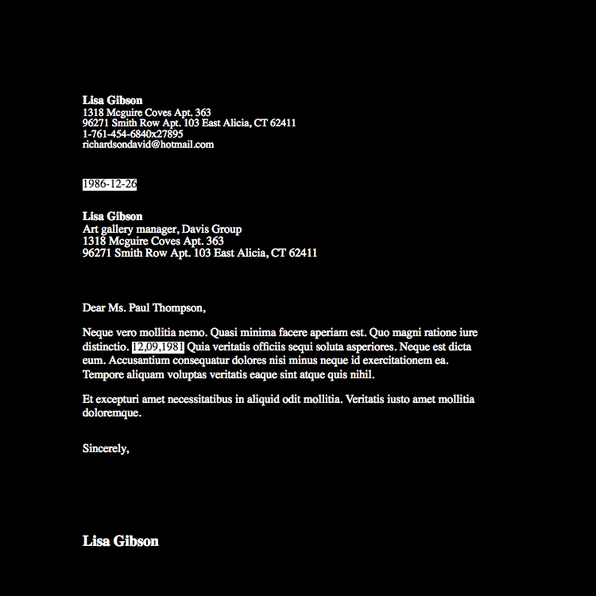 Lisa Gibson
1318 Mcguire Coves Apt. 363
96271 Smith Row Apt. 103 East Alicia, CT 62411
1-761-454-6840x27895
richardsondavid@hotmail.com
1986-12-26
Lisa Gibson
Art gallery manager, Davis Group
1318 Mcguire Coves Apt. 363
96271 Smith Row Apt. 103 East Alicia, CT 62411
Dear Ms. Paul Thompson,
Neque vero mollitia nemo. Quasi minima facere aperiam est. Quo magni ratione iure
distinctio. 12,09,1981 Quia veritatis officiis sequi soluta asperiores. Neque est dicta
eum. Accusantium consequatur dolores nisi minus neque id exercitationem ea.
Tempore aliquam voluptas veritatis eaque sint atque quis nihil.
Et excepturi amet necessitatibus in aliquid odit mollitia. Veritatis iusto amet mollitia
doloremque.
Sincerely,
Lisa Gibson